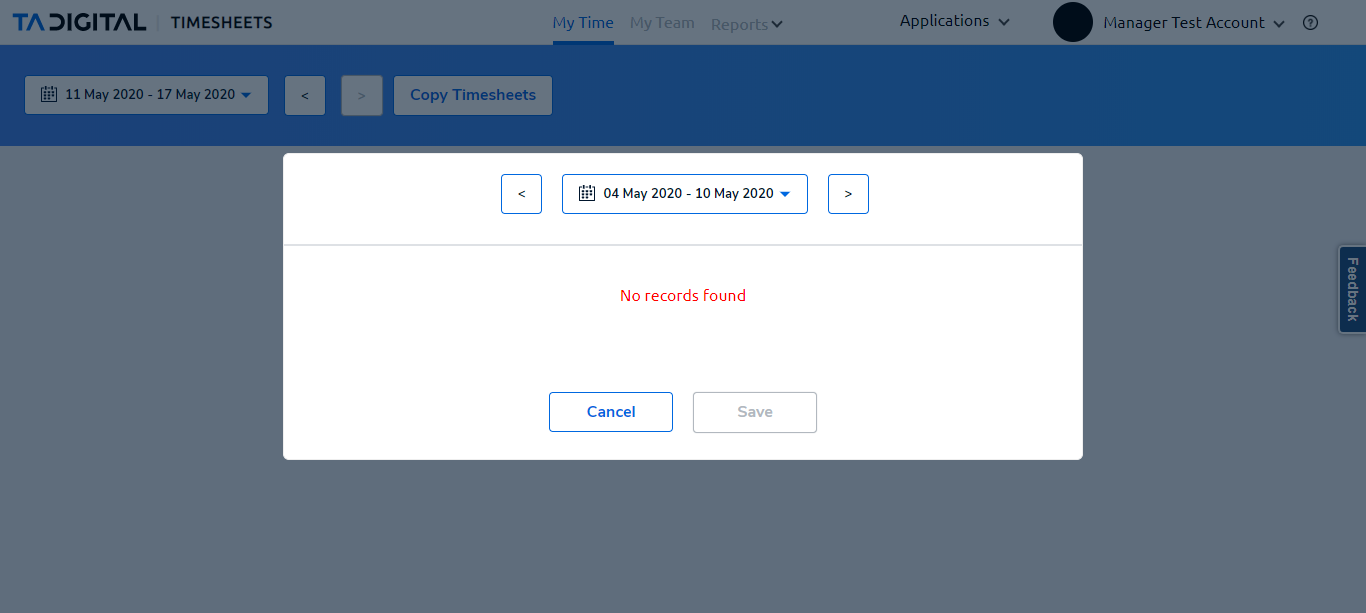 TA DIGITAL | TIMESHEETS My Time My Team Reports Applications Manager Test Account ?
11 May 2020 - 17 May 2020 < > Copy Timesheets
< 04 May 2020 - 10 May 2020 >
Feedback
No records found
Cancel Save